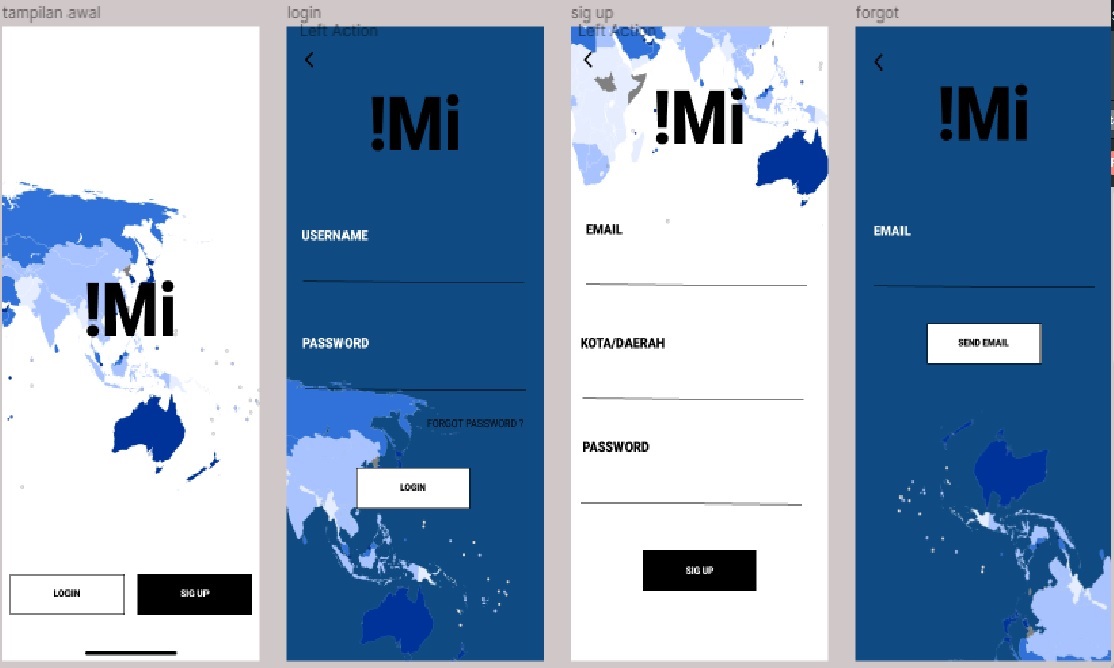 tampilan awal
!Mi
LOGIN
SIG UP
login
Left Action
!Mi
USERNAME
PASSWORD
FORGOT PASSWORD ?
LOGIN
sig up
Left Action
!Mi
EMAIL
KOTA/DAERAH
PASSWORD
SIG UP
forgot
!Mi
EMAIL
SEND EMAIL